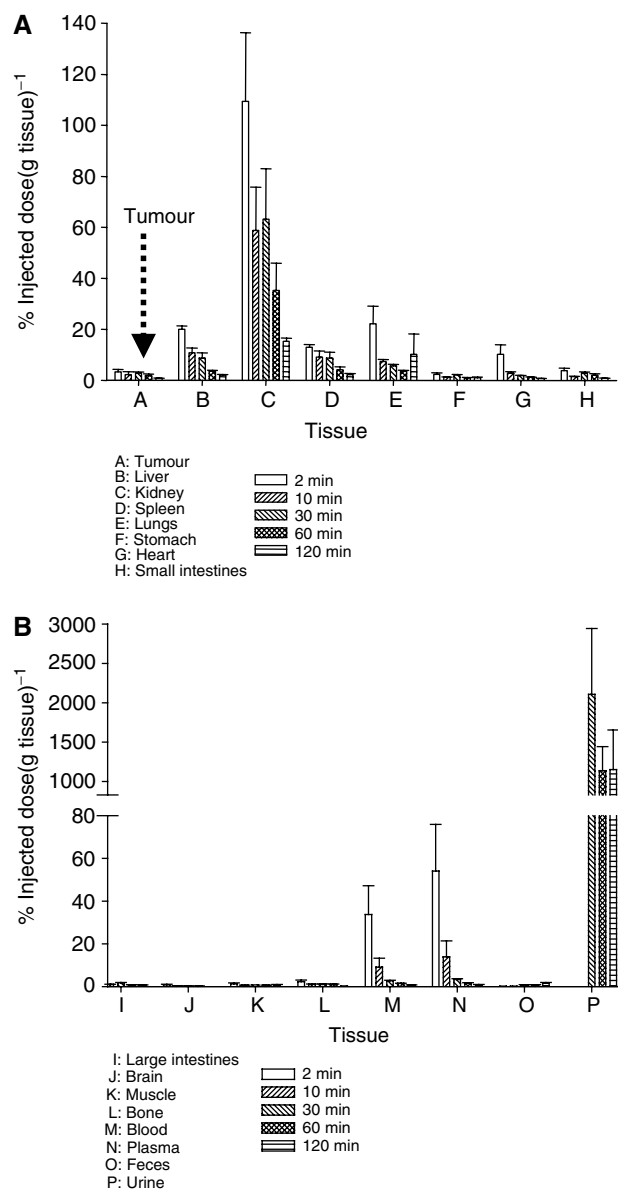 A
140
120
100
80
60
40
20
0
% Injected dose(g tissue)⁻¹
Tumour
A B C D E F G H
Tissue
A: Tumour
B: Liver
C: Kidney
D: Spleen
E: Lungs
F: Stomach
G: Heart
H: Small intestines
2 min
10 min
30 min
60 min
120 min
B
3000
2500
2000
1500
1000
80
60
40
20
0
% Injected dose(g tissue)⁻¹
I J K L M N O P
Tissue
I: Large intestines
J: Brain
K: Muscle
L: Bone
M: Blood
N: Plasma
O: Feces
P: Urine
2 min
10 min
30 min
60 min
120 min